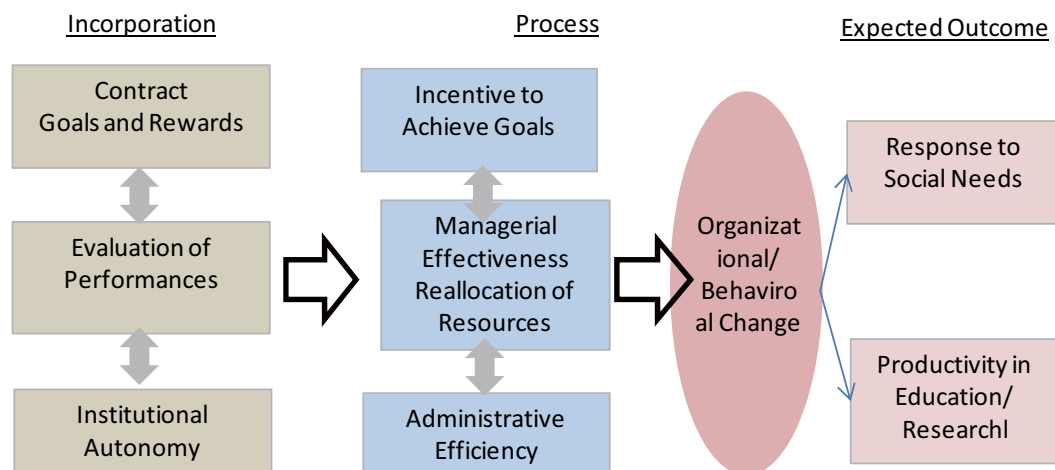 Incorporation
Process
Expected Outcome
Contract
Goals and Rewards
Evaluation of
Performances
Institutional
Autonomy
Incentive to
Achieve Goals
Managerial
Effectiveness
Reallocation of
Resources
Administrative
Efficiency
Organizat
ional/
Behaviro
al Change
Response to
Social Needs
Productivity in
Education/
Researchl